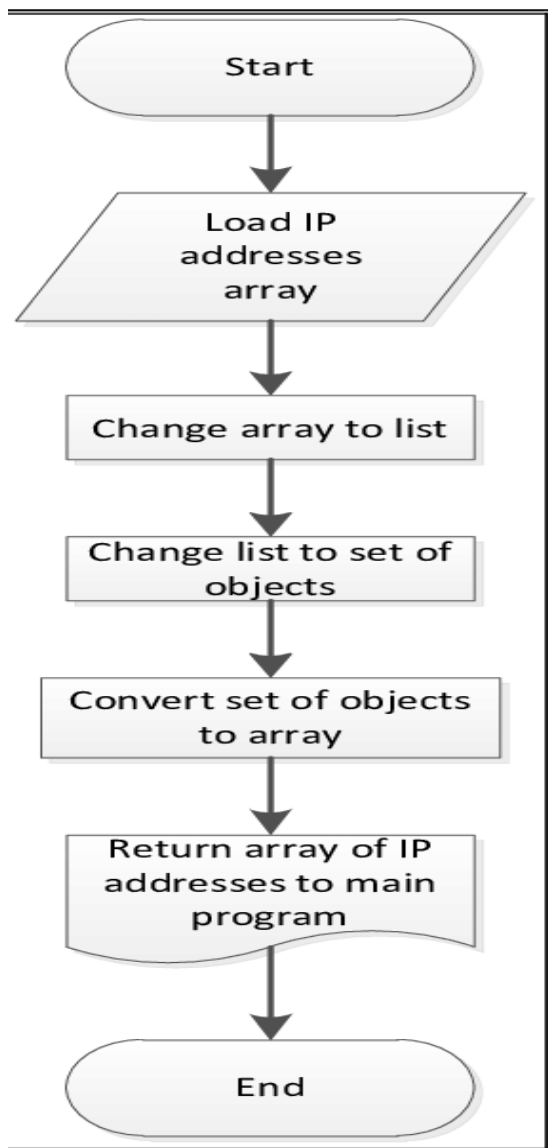 Start
Load IP
addresses
array
Change array to list
Change list to set of
objects
Convert set of objects
to array
Return array of IP
addresses to main
program
End